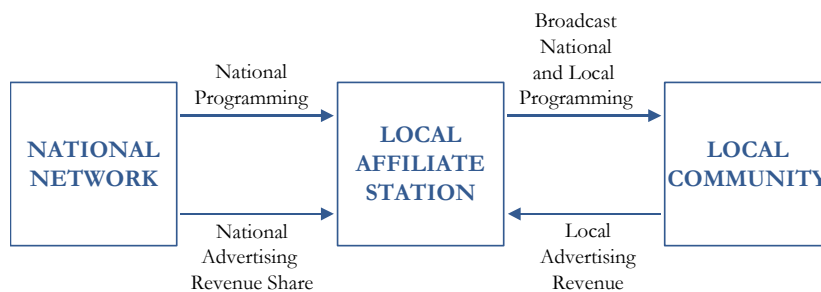 National
Programming
Broadcast
National
and Local
Programming
NATIONAL
NETWORK
LOCAL
AFFILIATE
STATION
LOCAL
COMMUNITY
National
Advertising
Revenue Share
Local
Advertising
Revenue